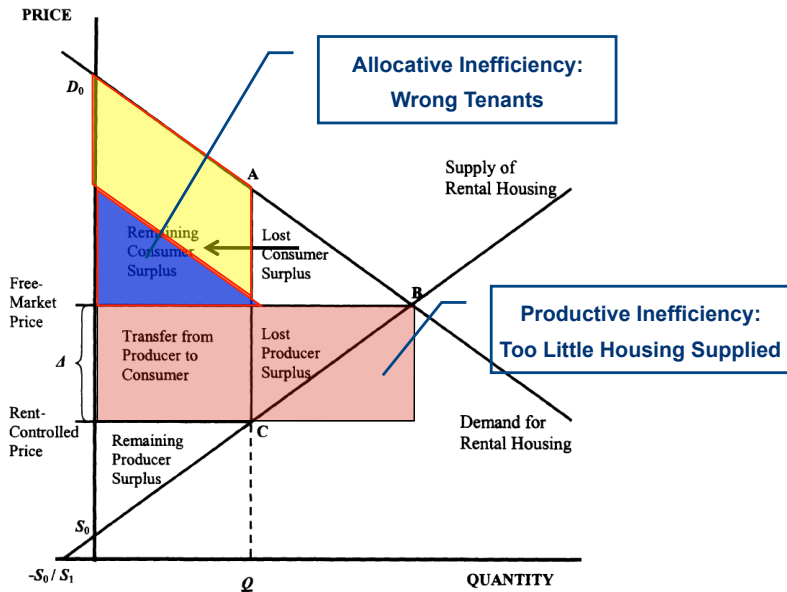 PRICE
Allocative Inefficiency:
Wrong Tenants
D₀
A
Supply of
Rental Housing
Remaining
Consumer
Surplus
Lost
Consumer
Surplus
Free-
Market
Price
B
Productive Inefficiency:
Too Little Housing Supplied
Transfer from
Producer to
Consumer
Lost
Producer
Surplus
Δ
Rent-
Controlled
Price
C
Demand for
Rental Housing
Remaining
Producer
Surplus
S₀
-S₀ / S₁
Q
QUANTITY